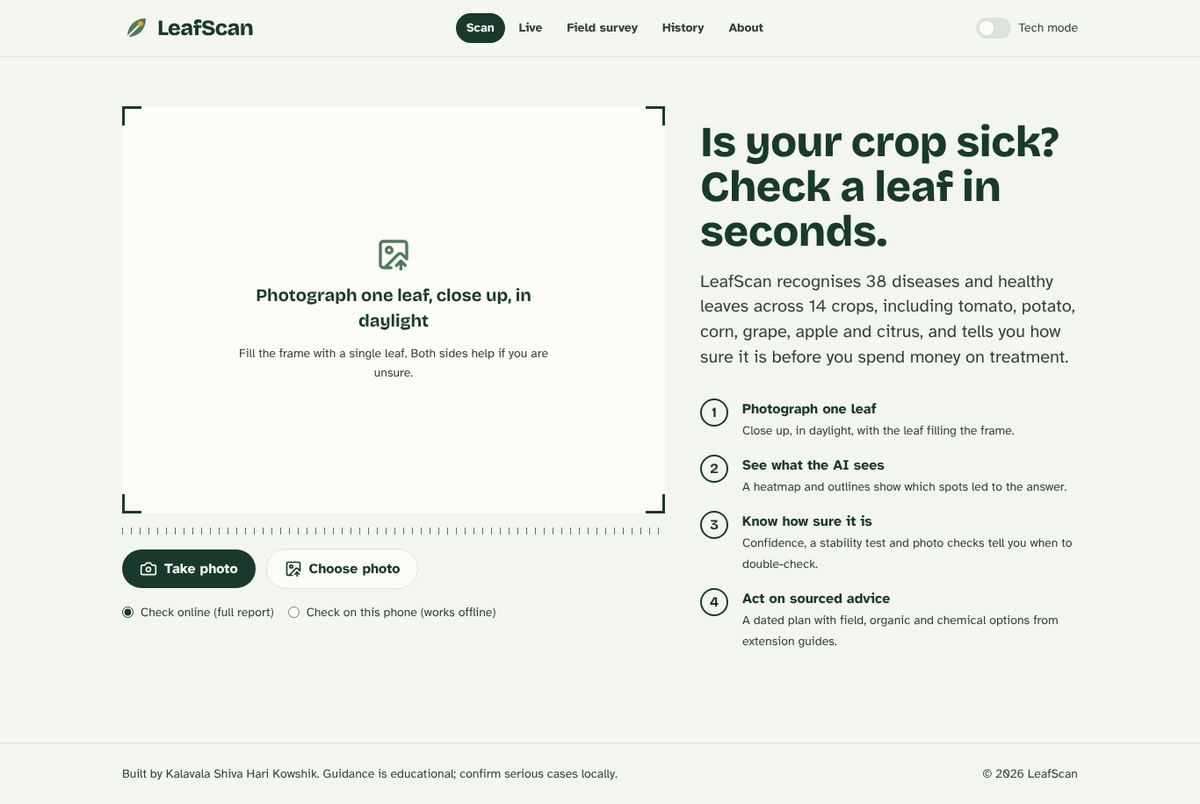 LeafScan
Scan
Live
Field survey
History
About
Tech mode
Photograph one leaf, close up, in
daylight
Fill the frame with a single leaf. Both sides help if you are
unsure.
Take photo
Choose photo
Check online (full report)
Check on this phone (works offline)
Is your crop sick?
Check a leaf in
seconds.
LeafScan recognises 38 diseases and healthy
leaves across 14 crops, including tomato, potato,
corn, grape, apple and citrus, and tells you how
sure it is before you spend money on treatment.
1
Photograph one leaf
Close up, in daylight, with the leaf filling the frame.
2
See what the AI sees
A heatmap and outlines show which spots led to the answer.
3
Know how sure it is
Confidence, a stability test and photo checks tell you when to
double-check.
4
Act on sourced advice
A dated plan with field, organic and chemical options from
extension guides.
Built by Kalavala Shiva Hari Kowshik. Guidance is educational; confirm serious cases locally.
© 2026 LeafScan